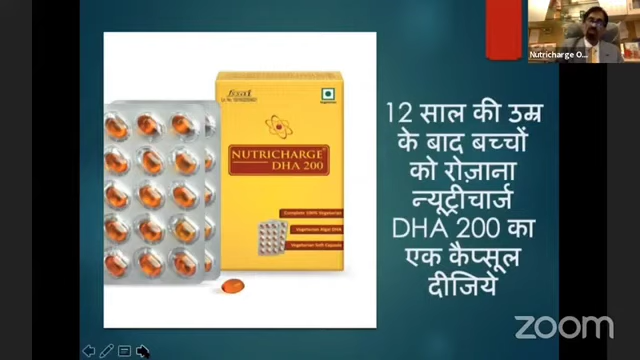 Nutricharge O...
fssai
NUTRICHARGE
DHA 200
Complete 100% Vegetarian
Vegetarian Algal DHA
Vegetarian Soft Capsule
12 साल की उम्र
के बाद बच्चों
को रोज़ाना
न्यूट्रीचार्ज
DHA 200 का
एक कैप्सूल
दीजिये
zoom